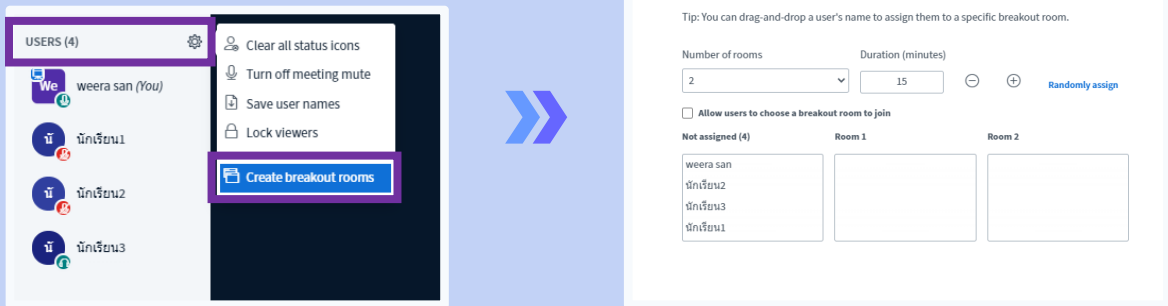 USERS (4)
We
weera san (You)
นั
นักเรียน1
นั
นักเรียน2
นั
นักเรียน3
Clear all status icons
Turn off meeting mute
Save user names
Lock viewers
Create breakout rooms
Tip: You can drag-and-drop a user's name to assign them to a specific breakout room.
Number of rooms Duration (minutes)
2 15 Randomly assign
Allow users to choose a breakout room to join
Not assigned (4) Room 1 Room 2
weera san
นักเรียน2
นักเรียน3
นักเรียน1